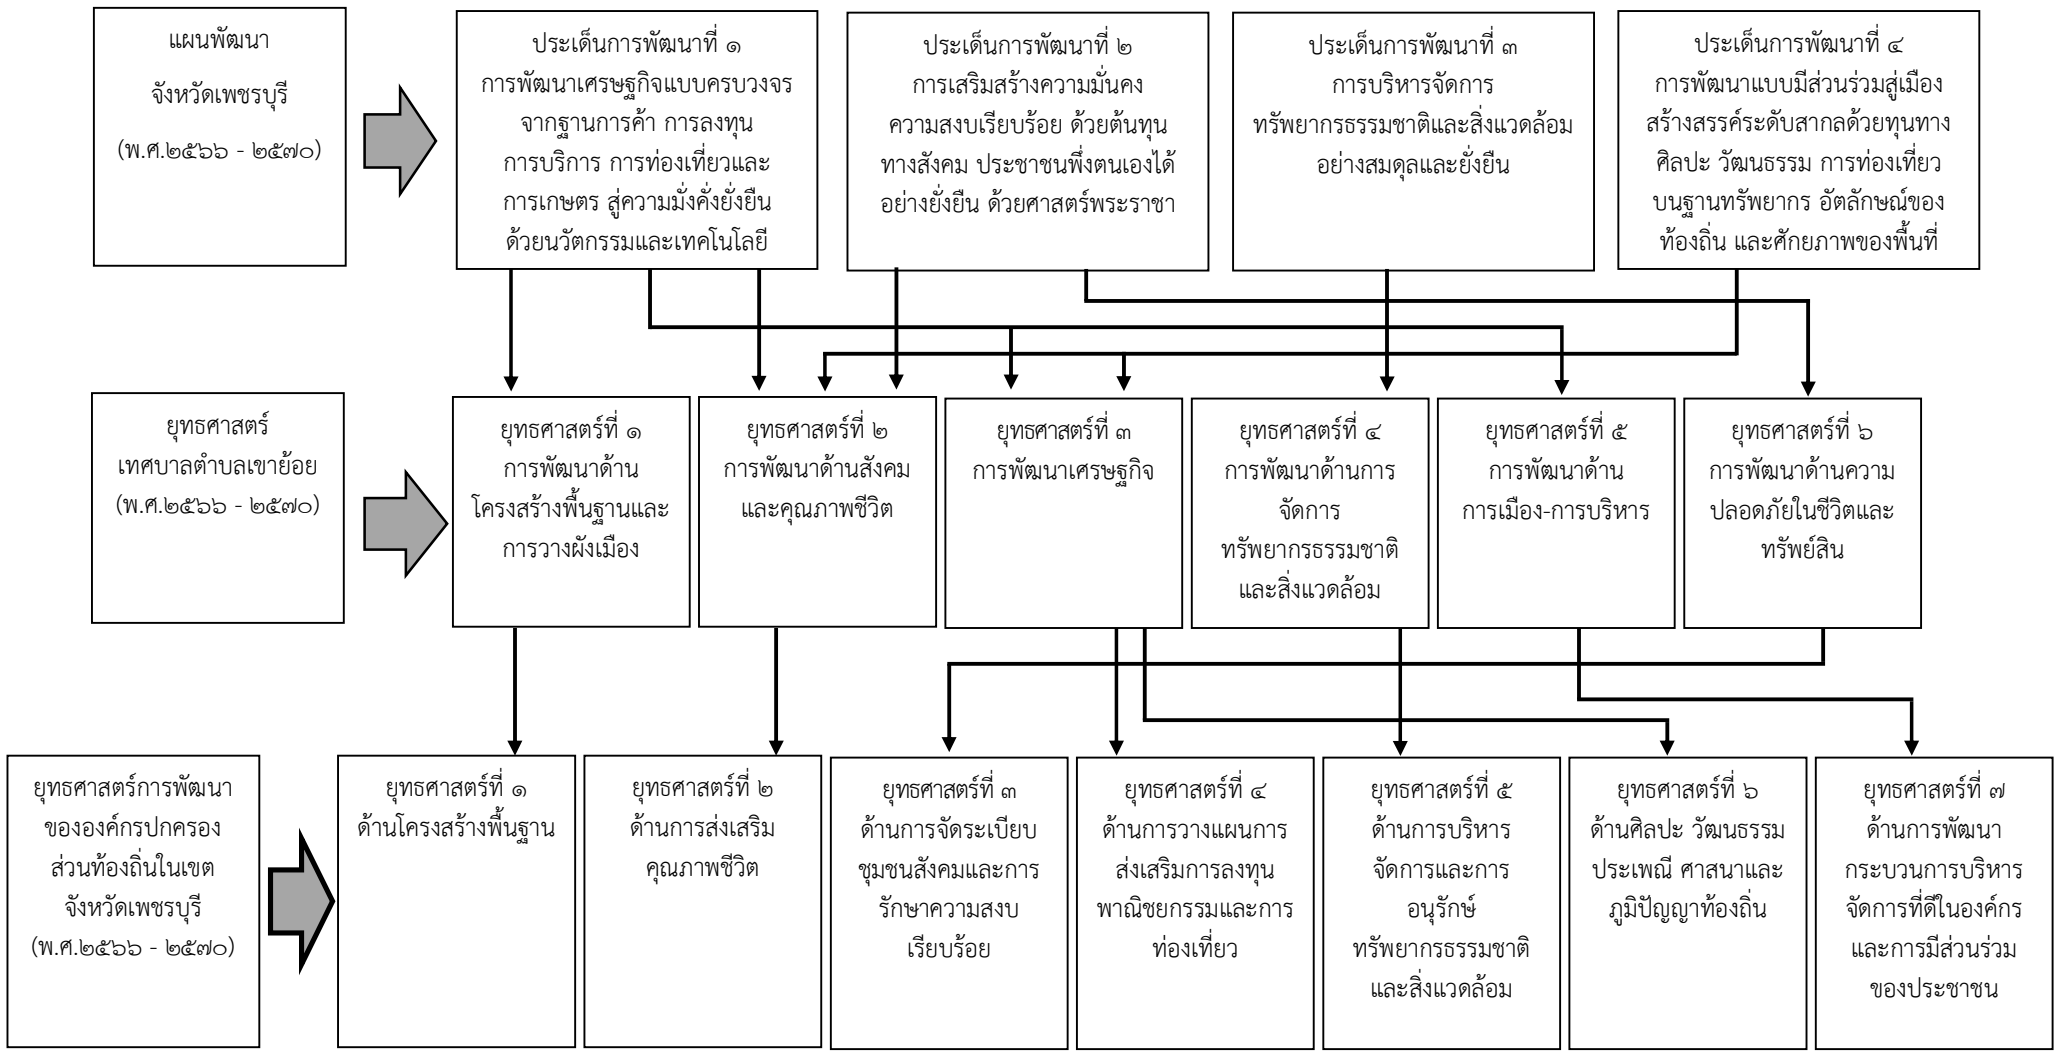 แผนพัฒนา
จังหวัดเพชรบุรี
(พ.ศ.๒๕๖๖ - ๒๕๗๐)
ประเด็นการพัฒนาที่ ๑
การพัฒนาเศรษฐกิจแบบครบวงจร
จากฐานการค้า การลงทุน
การบริการ การท่องเที่ยวและ
การเกษตร สู่ความมั่งคั่งยั่งยืน
ด้วยนวัตกรรมและเทคโนโลยี
ประเด็นการพัฒนาที่ ๒
การเสริมสร้างความมั่นคง
ความสงบเรียบร้อย ด้วยต้นทุน
ทางสังคม ประชาชนพึ่งตนเองได้
อย่างยั่งยืน ด้วยศาสตร์พระราชา
ประเด็นการพัฒนาที่ ๓
การบริหารจัดการ
ทรัพยากรธรรมชาติและสิ่งแวดล้อม
อย่างสมดุลและยั่งยืน
ประเด็นการพัฒนาที่ ๔
การพัฒนาแบบมีส่วนร่วมสู่เมือง
สร้างสรรค์ระดับสากลด้วยทุนทาง
ศิลปะ วัฒนธรรม การท่องเที่ยว
บนฐานทรัพยากร อัตลักษณ์ของ
ท้องถิ่น และศักยภาพของพื้นที่
ยุทธศาสตร์
เทศบาลตำบลเขาย้อย
(พ.ศ.๒๕๖๖ - ๒๕๗๐)
ยุทธศาสตร์ที่ ๑
การพัฒนาด้าน
โครงสร้างพื้นฐานและ
การวางผังเมือง
ยุทธศาสตร์ที่ ๒
การพัฒนาด้านสังคม
และคุณภาพชีวิต
ยุทธศาสตร์ที่ ๓
การพัฒนาเศรษฐกิจ
ยุทธศาสตร์ที่ ๔
การพัฒนาด้านการ
จัดการ
ทรัพยากรธรรมชาติ
และสิ่งแวดล้อม
ยุทธศาสตร์ที่ ๕
การพัฒนาด้าน
การเมือง-การบริหาร
ยุทธศาสตร์ที่ ๖
การพัฒนาด้านความ
ปลอดภัยในชีวิตและ
ทรัพย์สิน
ยุทธศาสตร์การพัฒนา
ขององค์กรปกครอง
ส่วนท้องถิ่นในเขต
จังหวัดเพชรบุรี
(พ.ศ.๒๕๖๖ - ๒๕๗๐)
ยุทธศาสตร์ที่ ๑
ด้านโครงสร้างพื้นฐาน
ยุทธศาสตร์ที่ ๒
ด้านการส่งเสริม
คุณภาพชีวิต
ยุทธศาสตร์ที่ ๓
ด้านการจัดระเบียบ
ชุมชนสังคมและการ
รักษาความสงบ
เรียบร้อย
ยุทธศาสตร์ที่ ๔
ด้านการวางแผนการ
ส่งเสริมการลงทุน
พาณิชยกรรมและการ
ท่องเที่ยว
ยุทธศาสตร์ที่ ๕
ด้านการบริหาร
จัดการและการ
อนุรักษ์
ทรัพยากรธรรมชาติ
และสิ่งแวดล้อม
ยุทธศาสตร์ที่ ๖
ด้านศิลปะ วัฒนธรรม
ประเพณี ศาสนาและ
ภูมิปัญญาท้องถิ่น
ยุทธศาสตร์ที่ ๗
ด้านการพัฒนา
กระบวนการบริหาร
จัดการที่ดีในองค์กร
และการมีส่วนร่วม
ของประชาชน